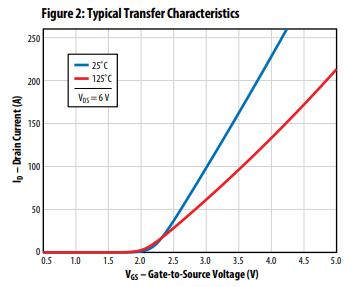 Figure 2: Typical Transfer Characteristics
250
200
150
100
50
0
ID – Drain Current (A)
25˚C
125˚C
VDS = 6 V
0.5 1.0 1.5 2.0 2.5 3.0 3.5 4.0 4.5 5.0
VGS – Gate-to-Source Voltage (V)